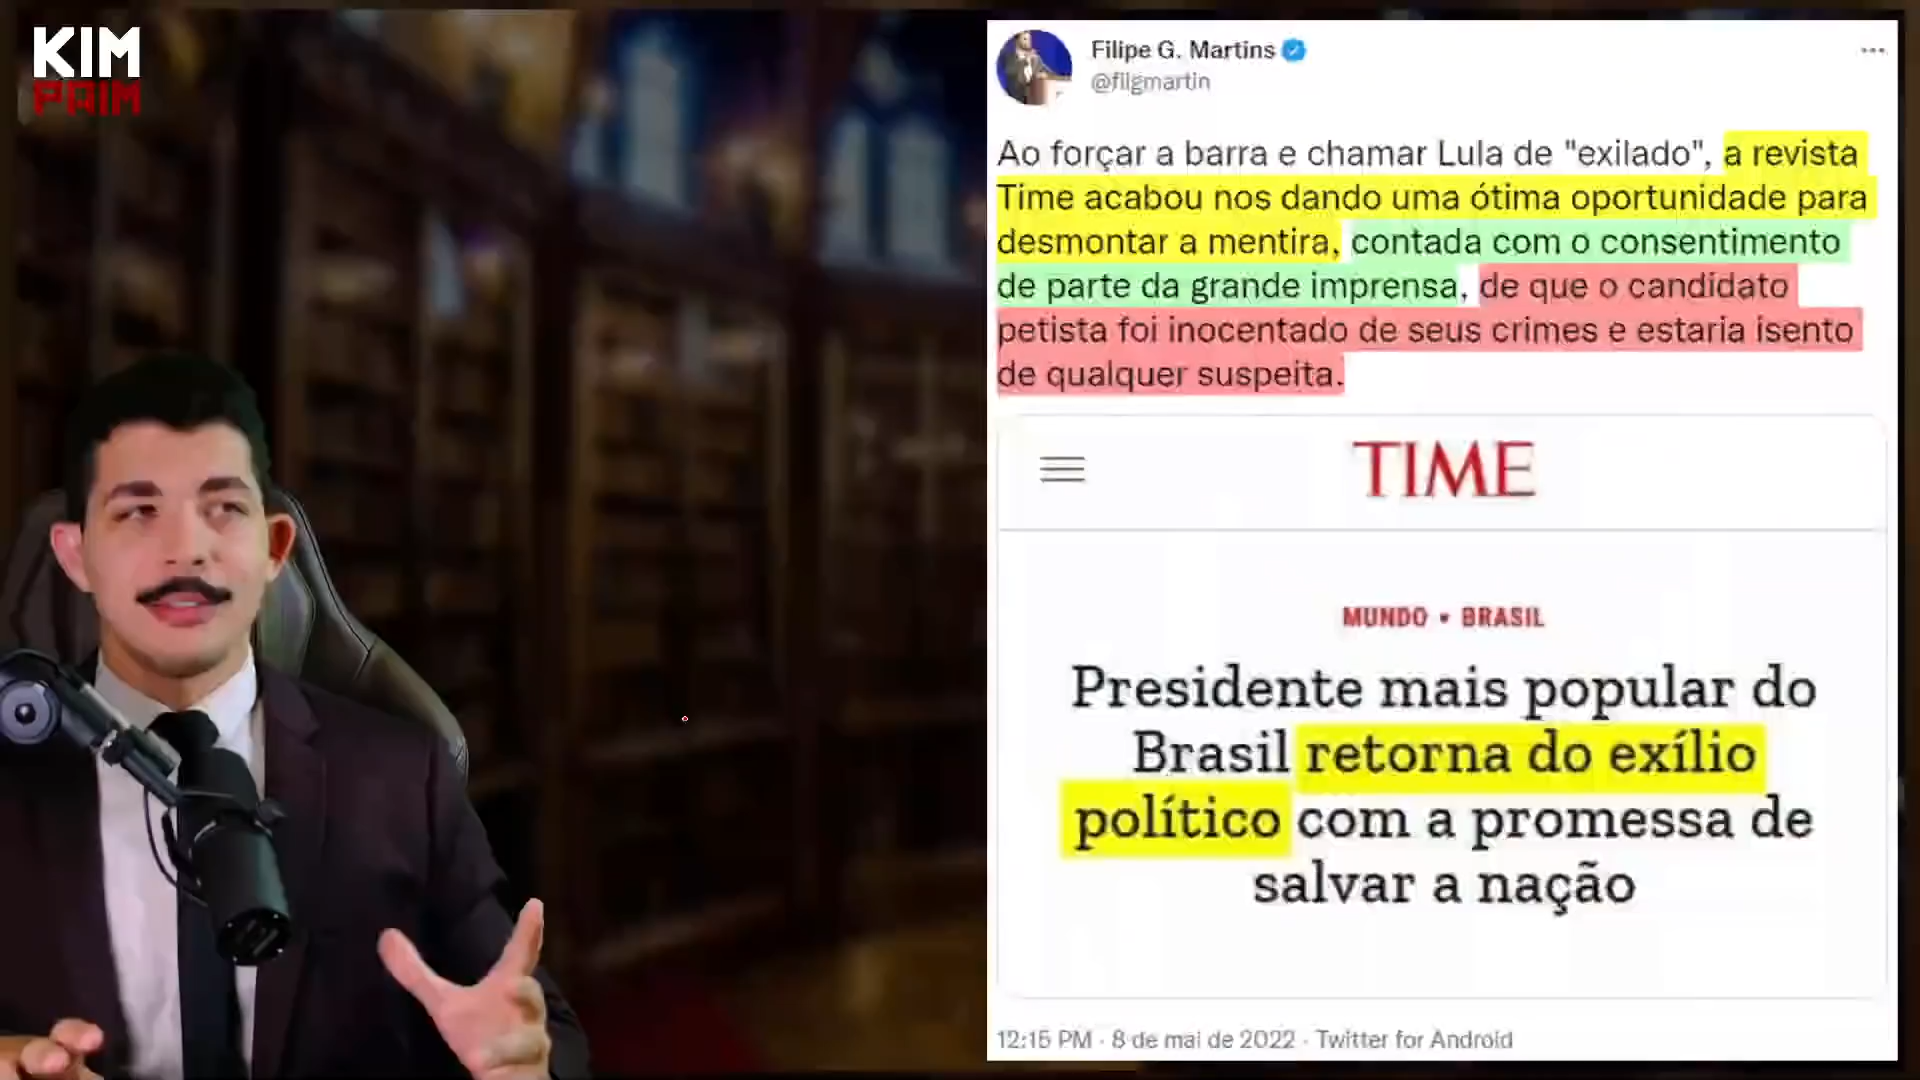 KIM
PAIM
Filipe G. Martins
@filgmartin
Ao forçar a barra e chamar Lula de "exilado", a revista
Time acabou nos dando uma ótima oportunidade para
desmontar a mentira, contada com o consentimento
de parte da grande imprensa, de que o candidato
petista foi inocentado de seus crimes e estaria isento
de qualquer suspeita.
TIME
MUNDO • BRASIL
Presidente mais popular do
Brasil retorna do exílio
político com a promessa de
salvar a nação
12:15 PM · 8 de mai de 2022 · Twitter for Android